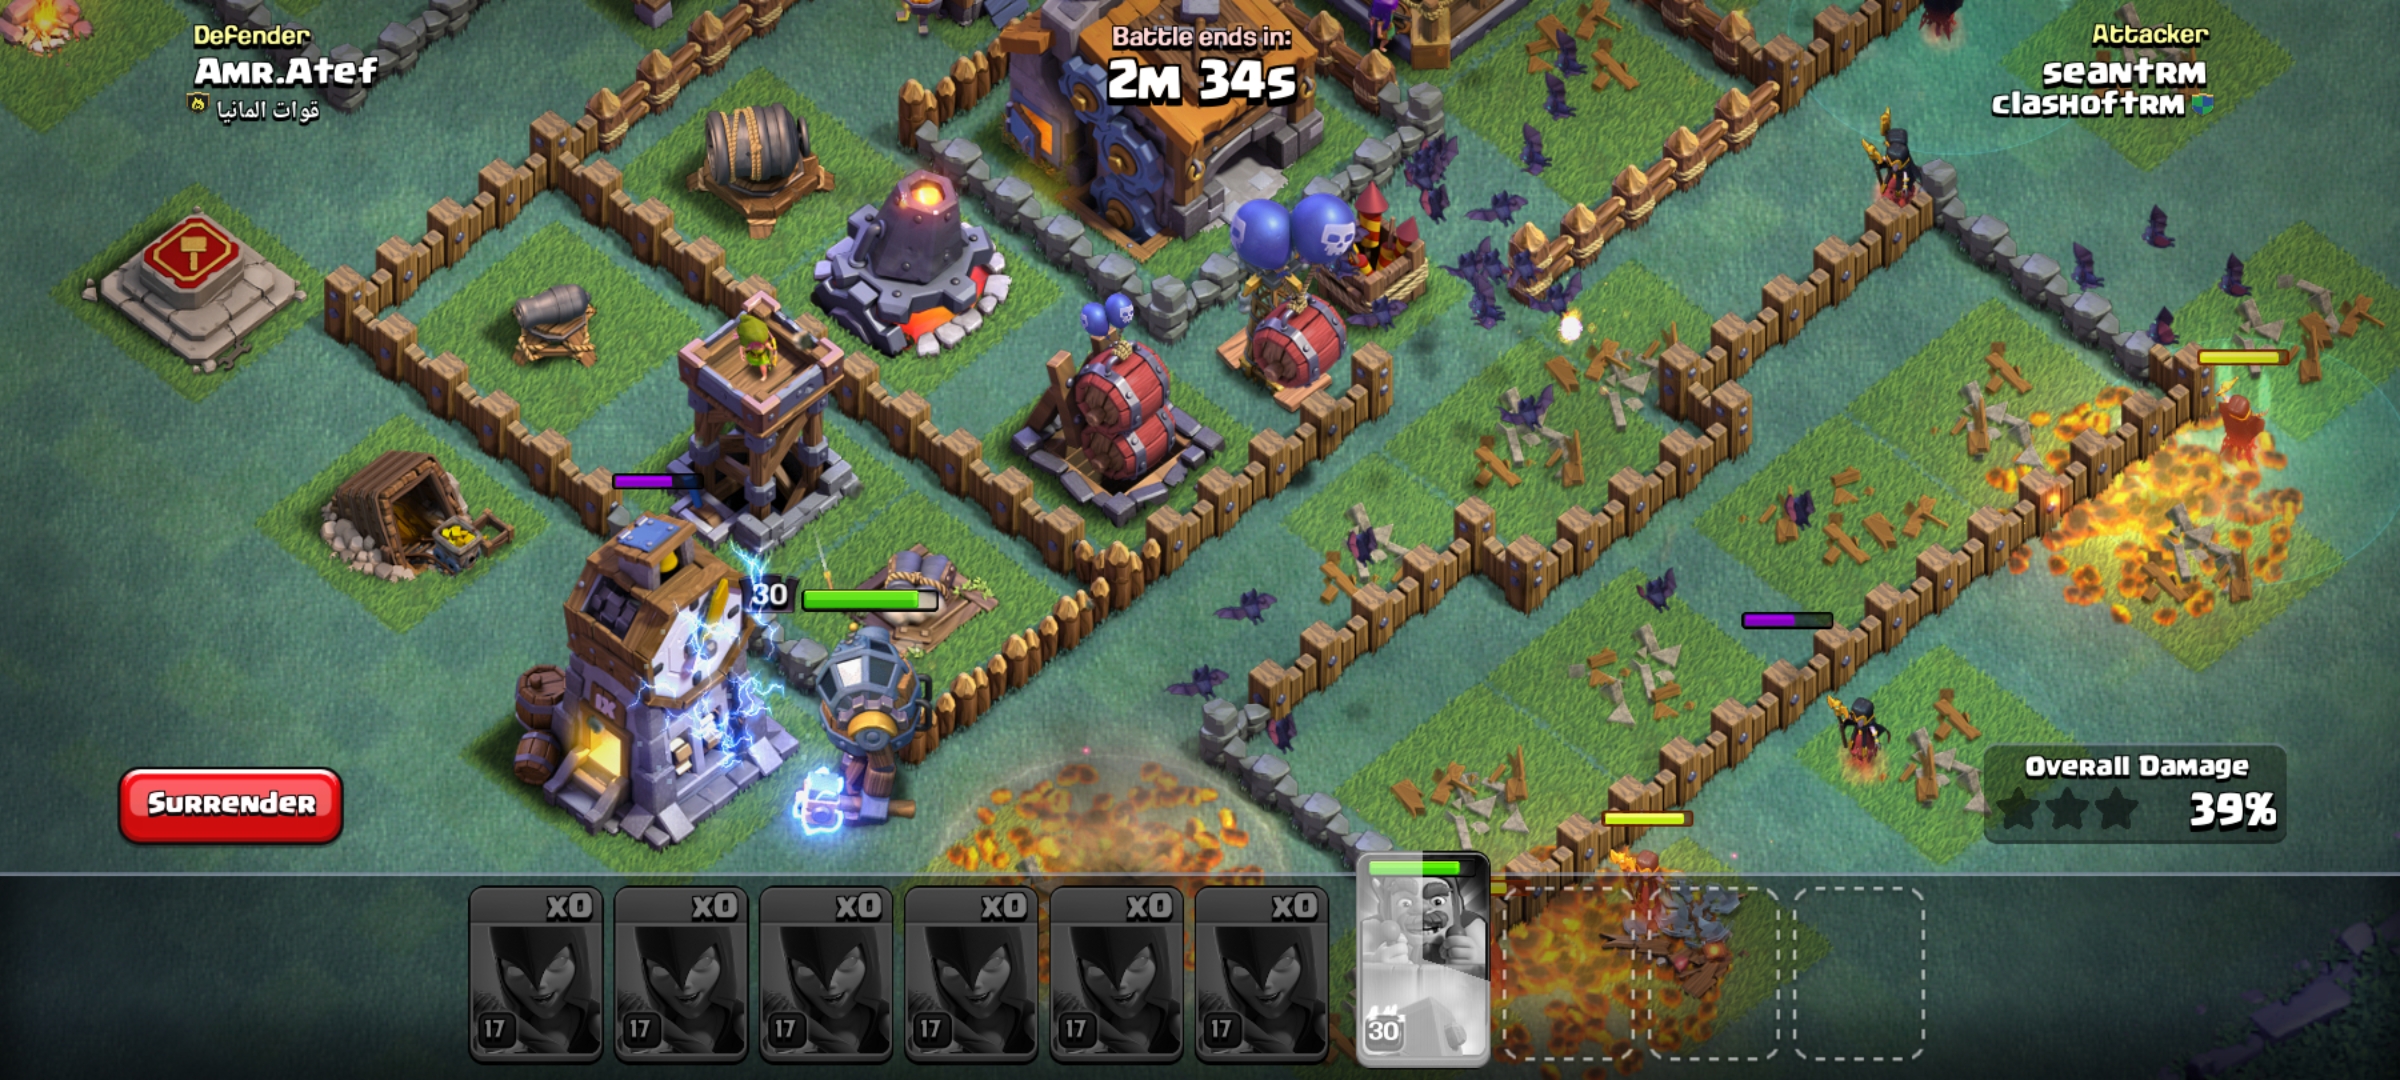 Defender
Amr.Atef
قوات المانيا
Battle ends in:
2m 34s
Attacker
seantrm
clashoftrm
30
IX
Surrender
Overall Damage
39%
x0
x0
x0
x0
x0
x0
17
17
17
17
17
17
30